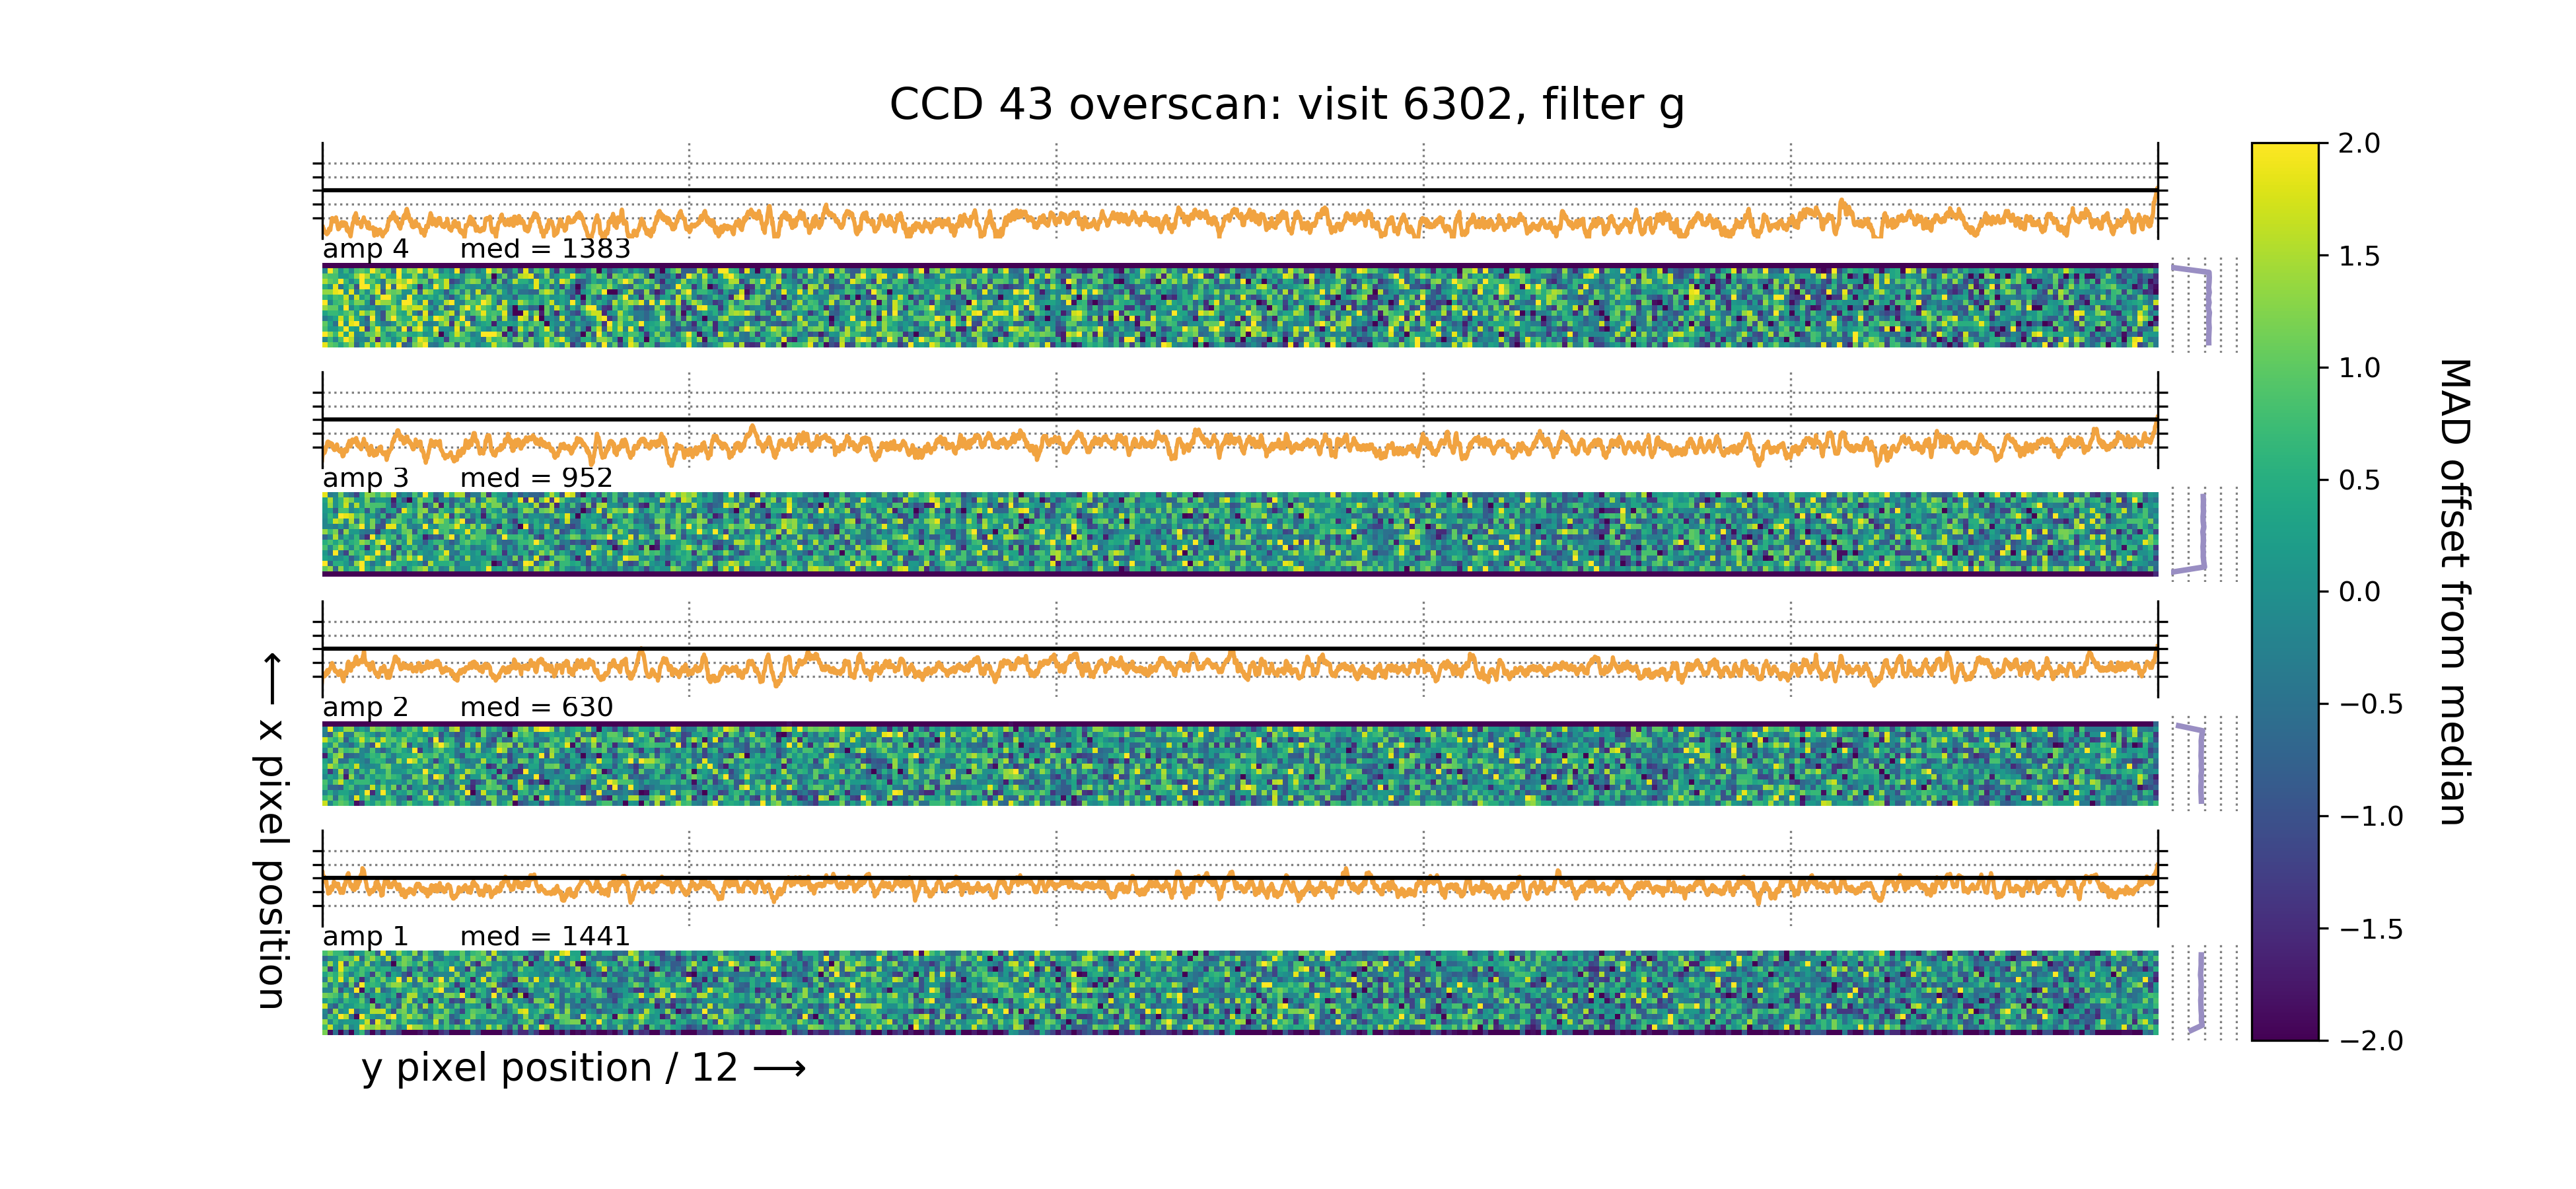 CCD 43 overscan: visit 6302, filter g
amp 4 med = 1383
amp 3 med = 952
amp 2 med = 630
amp 1 med = 1441
⟵ x pixel position
y pixel position / 12 ⟶
2.0
1.5
1.0
0.5
0.0
−0.5
−1.0
−1.5
−2.0
MAD offset from median